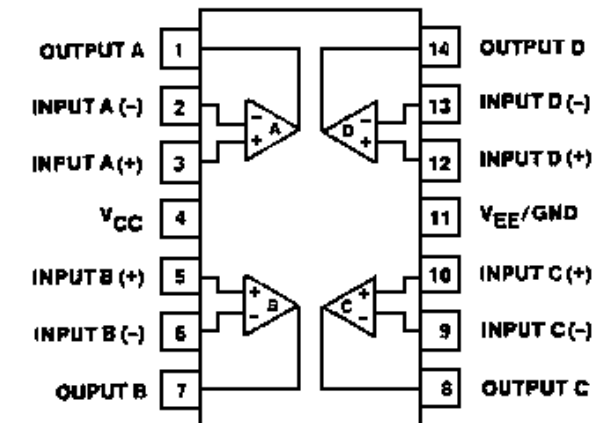 OUTPUT A 1 14 OUTPUT D
INPUT A (–) 2 13 INPUT D (–)
– A + – D +
INPUT A (+) 3 12 INPUT D (+)
VCC 4 11 VEE/GND
INPUT B (+) 5 10 INPUT C (+)
+ B – + C –
INPUT B (–) 6 9 INPUT C (–)
OUPUT B 7 8 OUTPUT C